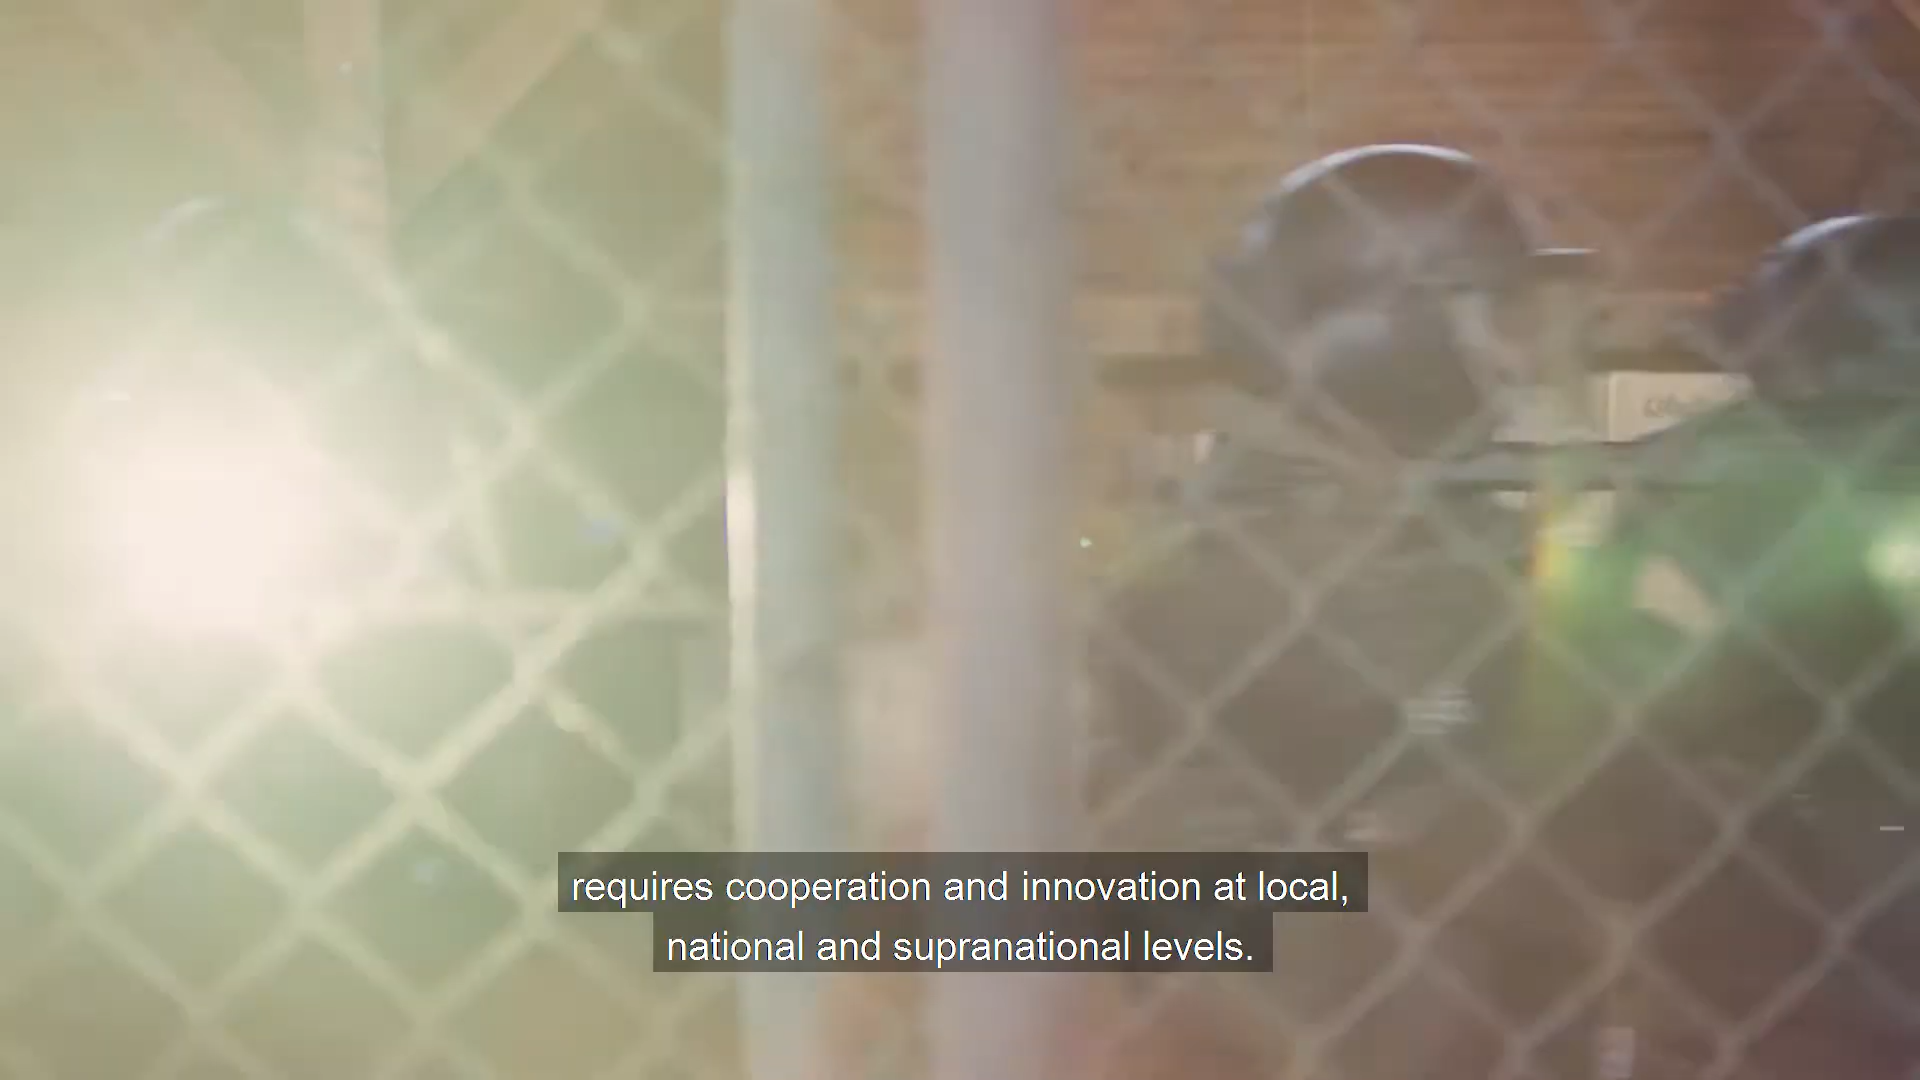 requires cooperation and innovation at local,
national and supranational levels.